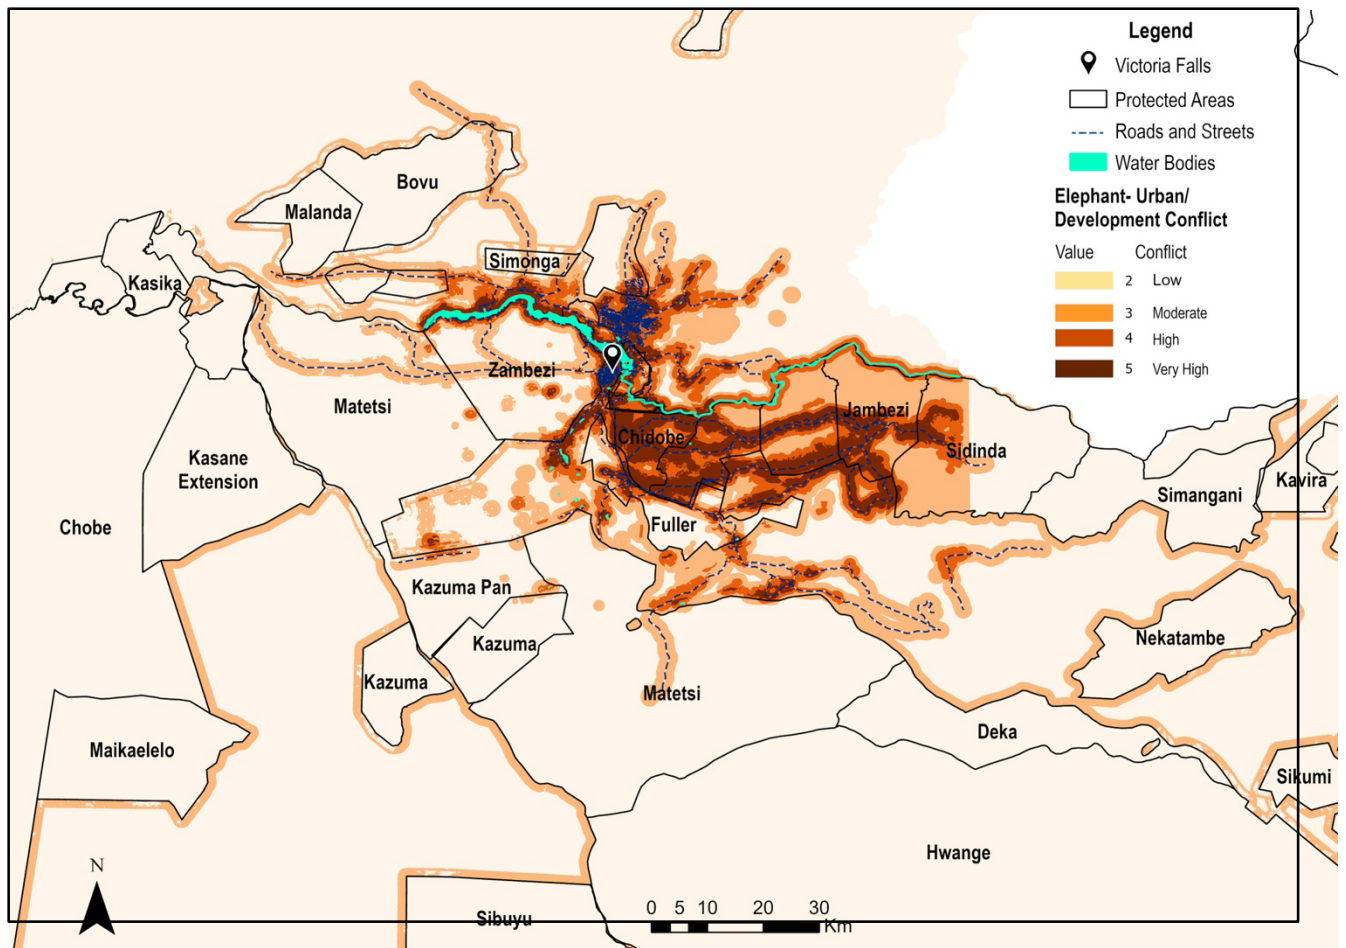 Legend
Victoria Falls
Protected Areas
Roads and Streets
Water Bodies
Elephant- Urban/
Development Conflict
Value Conflict
2 Low
3 Moderate
4 High
5 Very High
Bovu
Malanda
Simonga
Kasika
Zambezi
Matetsi
Jambezi
Chidobe
Sidinda
Kasane
Extension
Kavira
Simangani
Chobe
Fuller
Kazuma Pan
Nekatambe
Kazuma
Kazuma
Matetsi
Deka
Maikaelelo
Sikumi
Hwange
N
Sibuyu
0 5 10 20 30
Km